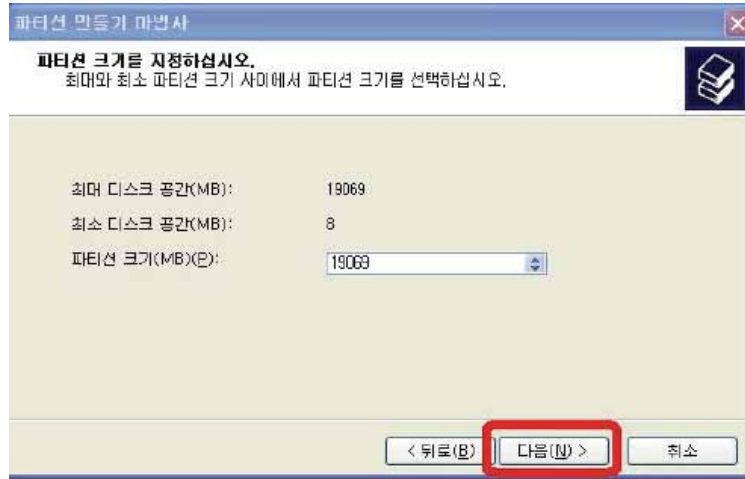 파티션 만들기 마법사
파티션 크기를 지정하십시오.
최대와 최소 파티션 크기 사이에서 파티션 크기를 선택하십시오.
최대 디스크 공간(MB): 19069
최소 디스크 공간(MB): 8
파티션 크기(MB)(P): 19069
< 뒤로(B) 다음(N) > 취소